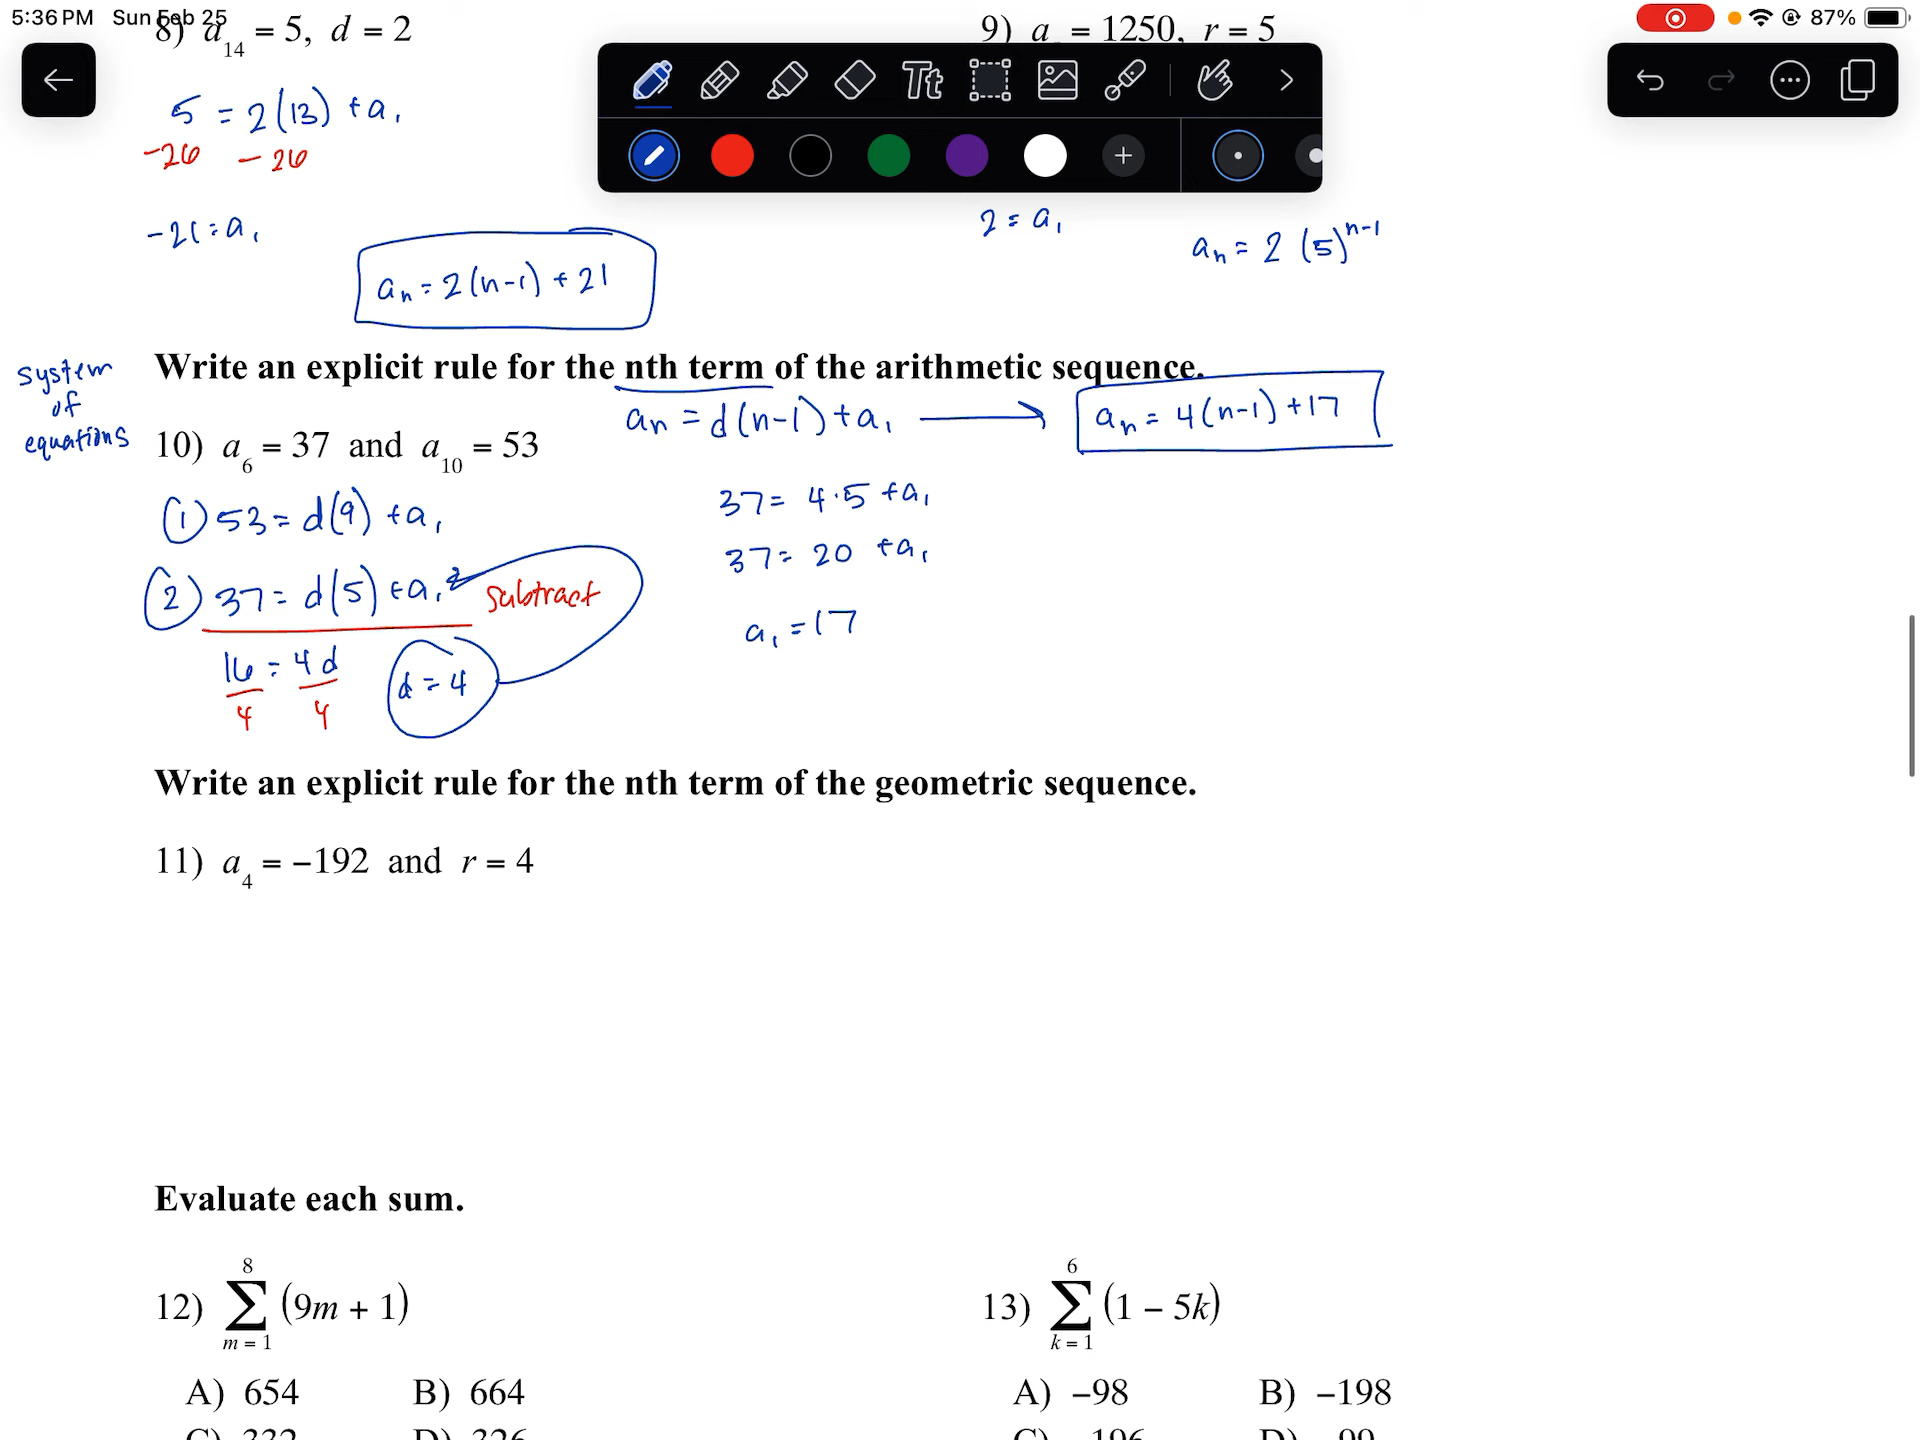 5:36 PM Sun Feb 25
87%
8) a14 = 5, d = 2
9) a = 1250, r = 5
Tt
5 = 2(13) + a1
-26 - 26
-21 = a1
an = 2(n-1) + 21
2 = a1
an = 2 (5)^n-1
system
of
equations
Write an explicit rule for the nth term of the arithmetic sequence.
an = d(n-1) + a1
an = 4(n-1) + 17
10) a6 = 37 and a10 = 53
① 53 = d(9) + a1
② 37 = d(5) + a1
subtract
16 = 4d
4 4
d = 4
37 = 4·5 + a1
37 = 20 + a1
a1 = 17
Write an explicit rule for the nth term of the geometric sequence.
11) a4 = −192 and r = 4
Evaluate each sum.
12) 8 ∑ m = 1 (9m + 1)
A) 654 B) 664
13) 6 ∑ k = 1 (1 − 5k)
A) −98 B) −198